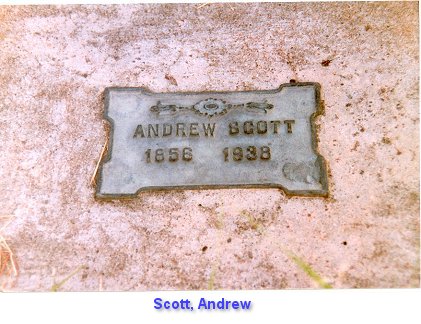 ANDREW SCOTT
1856 1938
Scott, Andrew